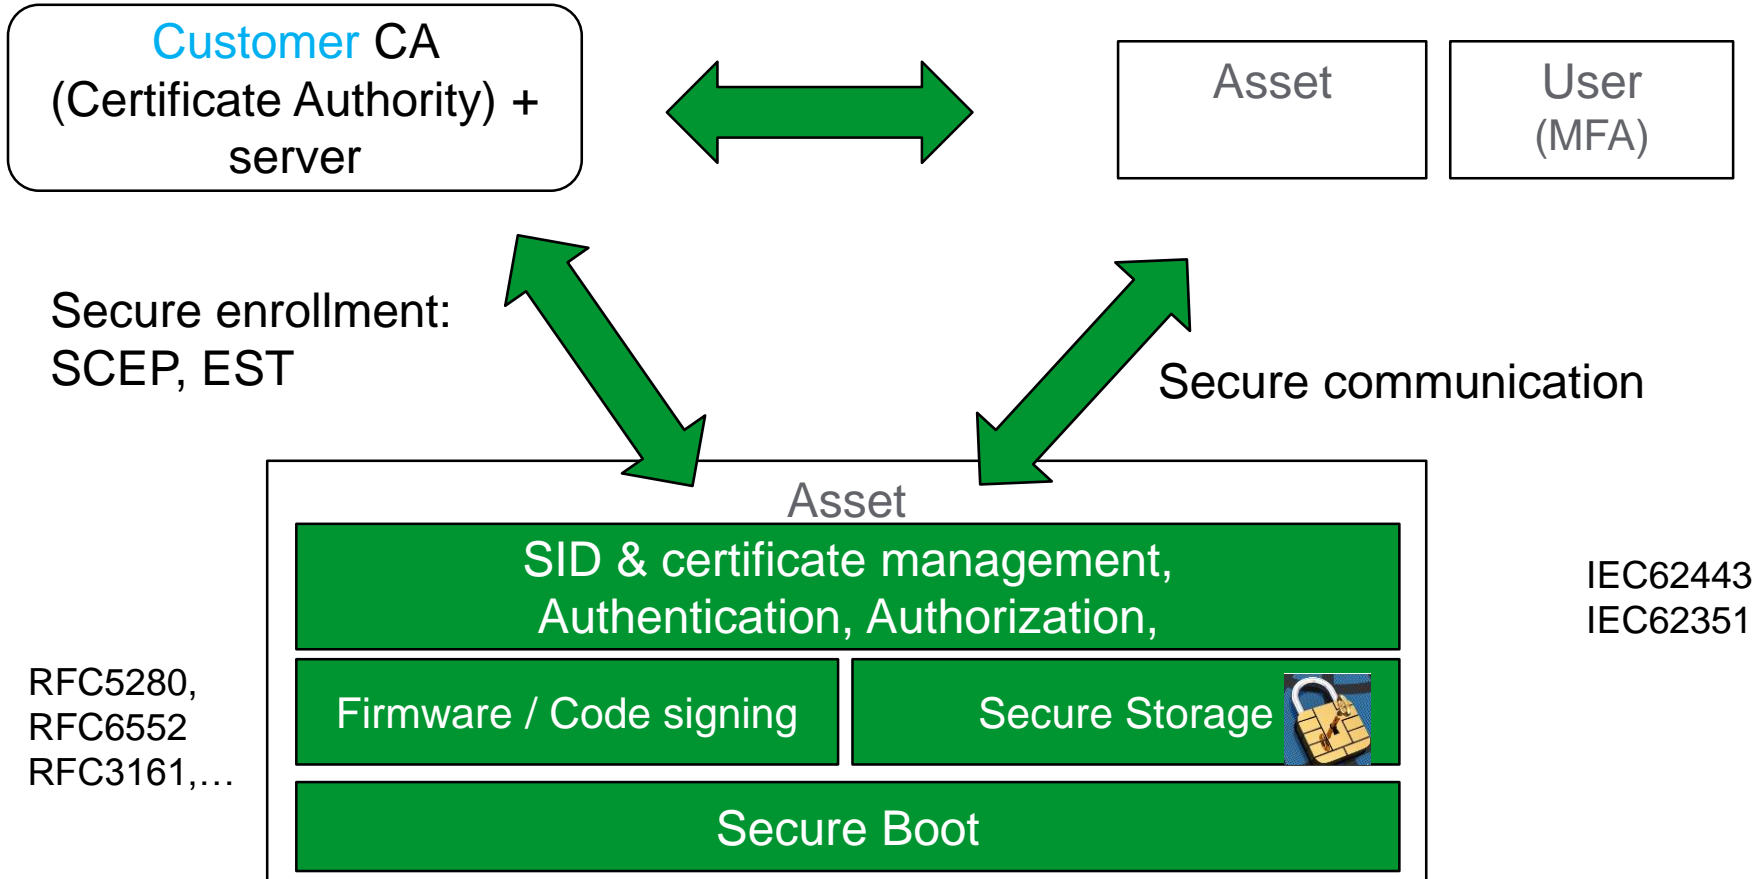 Customer CA
(Certificate Authority) +
server
Asset
User
(MFA)
Secure enrollment:
SCEP, EST
Secure communication
Asset
SID & certificate management,
Authentication, Authorization,
IEC62443
IEC62351
RFC5280,
RFC6552
RFC3161,…
Firmware / Code signing
Secure Storage
Secure Boot